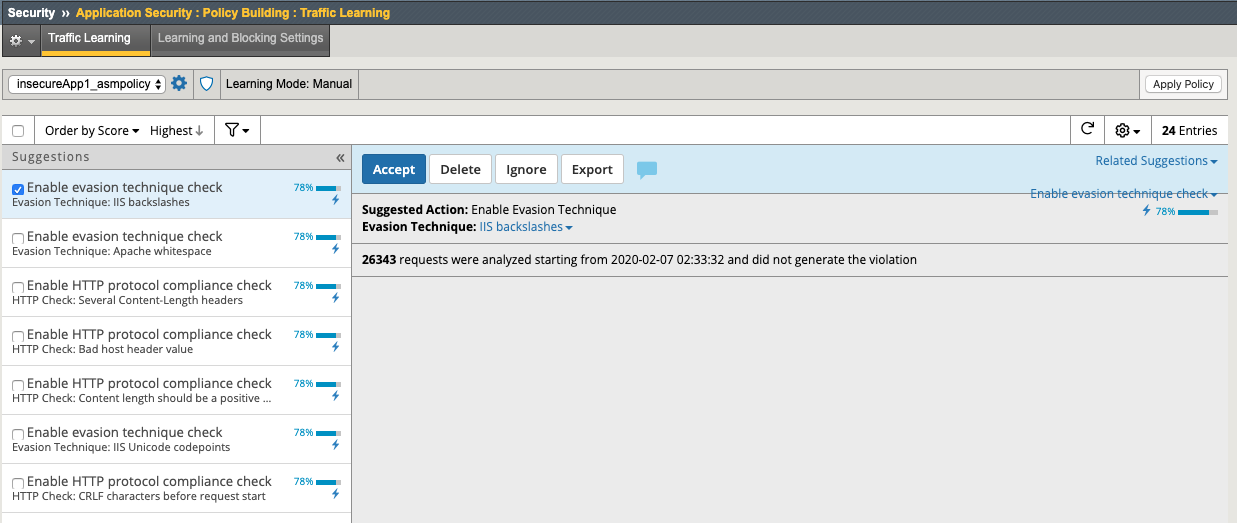 Security » Application Security : Policy Building : Traffic Learning
Traffic Learning Learning and Blocking Settings
insecureApp1_asmpolicy Learning Mode: Manual Apply Policy
Order by Score Highest 24 Entries
Suggestions «
Enable evasion technique check 78%
Evasion Technique: IIS backslashes
Enable evasion technique check 78%
Evasion Technique: Apache whitespace
Enable HTTP protocol compliance check 78%
HTTP Check: Several Content-Length headers
Enable HTTP protocol compliance check 78%
HTTP Check: Bad host header value
Enable HTTP protocol compliance check 78%
HTTP Check: Content length should be a positive ...
Enable evasion technique check 78%
Evasion Technique: IIS Unicode codepoints
Enable HTTP protocol compliance check 78%
HTTP Check: CRLF characters before request start
Accept Delete Ignore Export Related Suggestions
Enable evasion technique check
Suggested Action: Enable Evasion Technique 78%
Evasion Technique: IIS backslashes
26343 requests were analyzed starting from 2020-02-07 02:33:32 and did not generate the violation